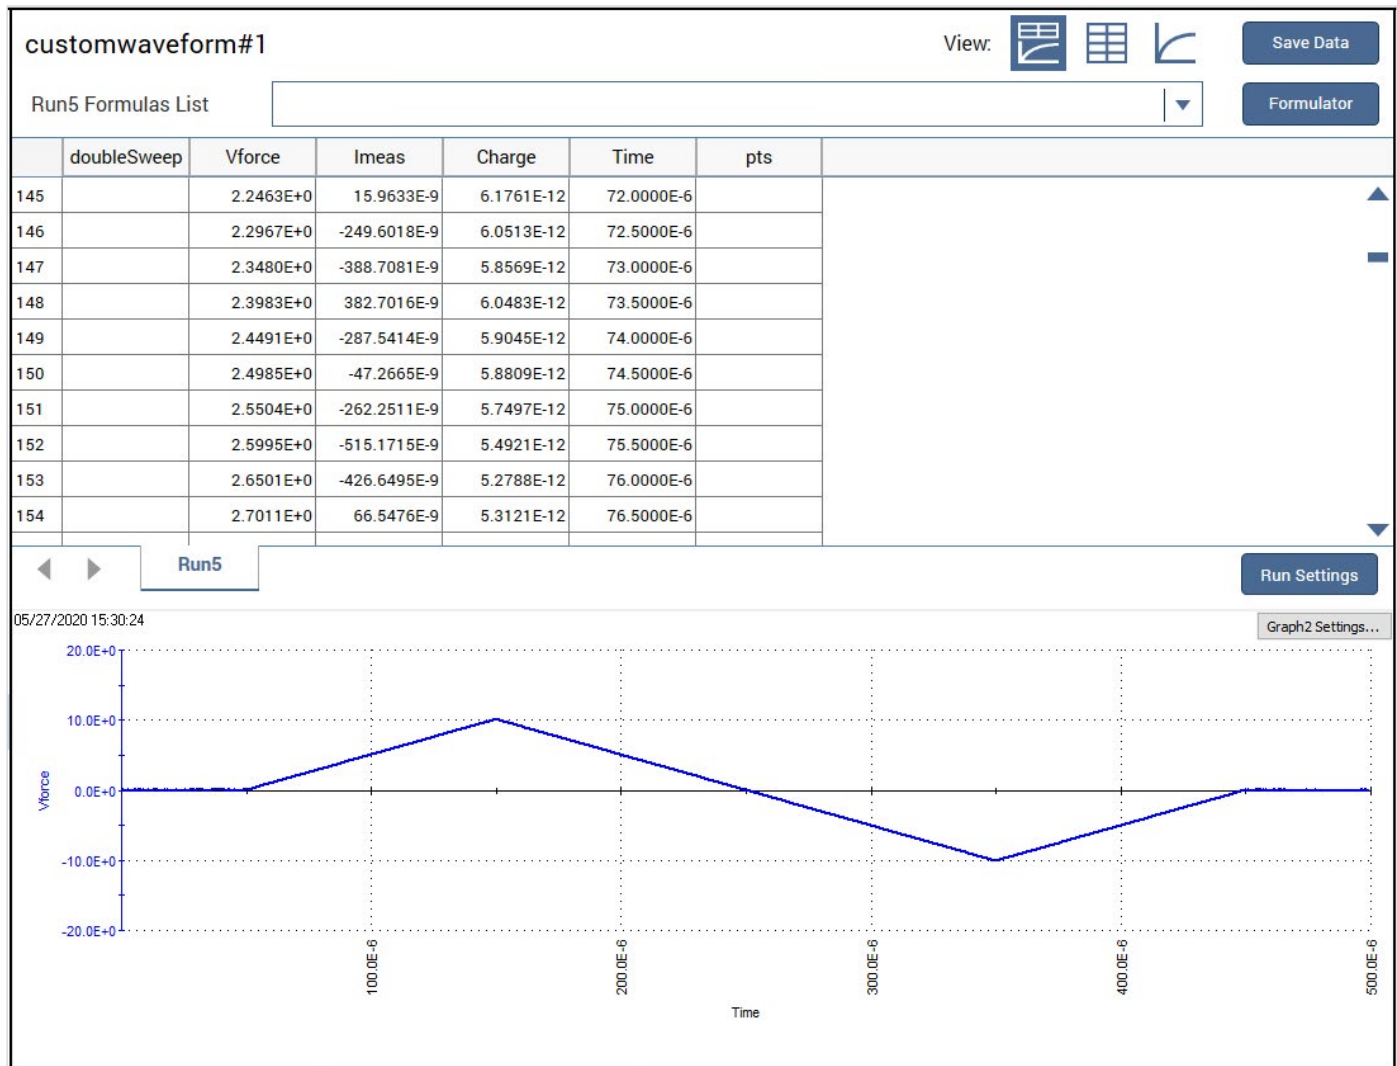 customwaveform#1 View: Save Data
Run5 Formulas List Formulator
doubleSweep Vforce Imeas Charge Time pts
145 2.2463E+0 15.9633E-9 6.1761E-12 72.0000E-6
146 2.2967E+0 -249.6018E-9 6.0513E-12 72.5000E-6
147 2.3480E+0 -388.7081E-9 5.8569E-12 73.0000E-6
148 2.3983E+0 382.7016E-9 6.0483E-12 73.5000E-6
149 2.4491E+0 -287.5414E-9 5.9045E-12 74.0000E-6
150 2.4985E+0 -47.2665E-9 5.8809E-12 74.5000E-6
151 2.5504E+0 -262.2511E-9 5.7497E-12 75.0000E-6
152 2.5995E+0 -515.1715E-9 5.4921E-12 75.5000E-6
153 2.6501E+0 -426.6495E-9 5.2788E-12 76.0000E-6
154 2.7011E+0 66.5476E-9 5.3121E-12 76.5000E-6
Run5 Run Settings
05/27/2020 15:30:24 Graph2 Settings...
20.0E+0
10.0E+0
Vforce
0.0E+0
-10.0E+0
-20.0E+0
100.0E-6 200.0E-6 300.0E-6 400.0E-6 500.0E-6
Time